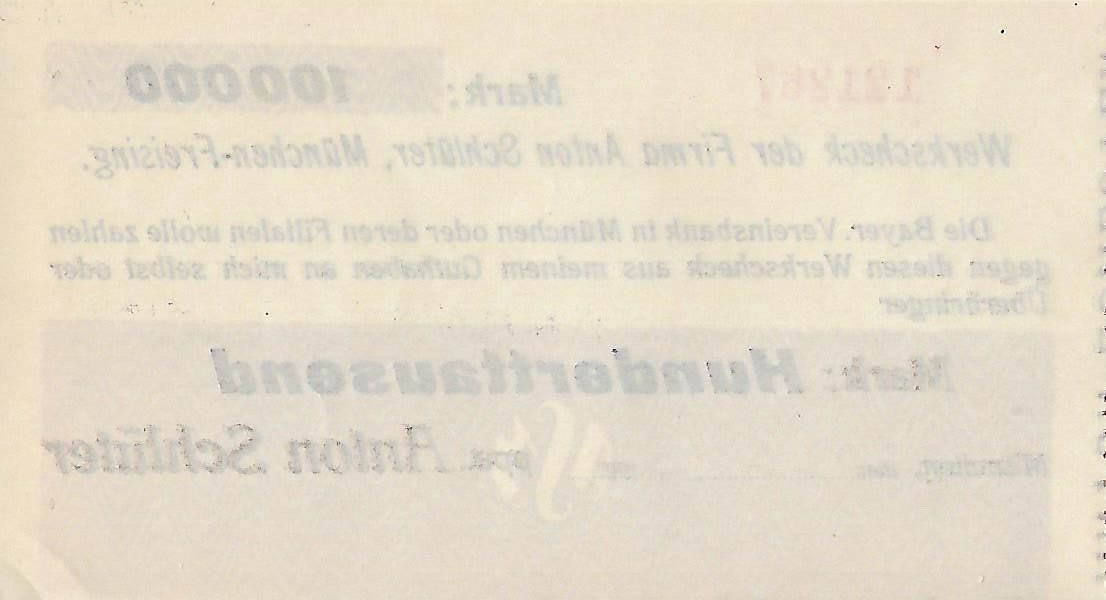 Mark: 100000
Werkscheck der Firma Anton Schlüter, München-Freising.
Die Bayer. Vereinsbank in München oder deren Filialen wolle zahlen
gegen diesen Werkscheck aus meinem Guthaben an mich selbst oder
Überbringer
Mark: Hunderttausend
München, den ppa. Anton Schlüter